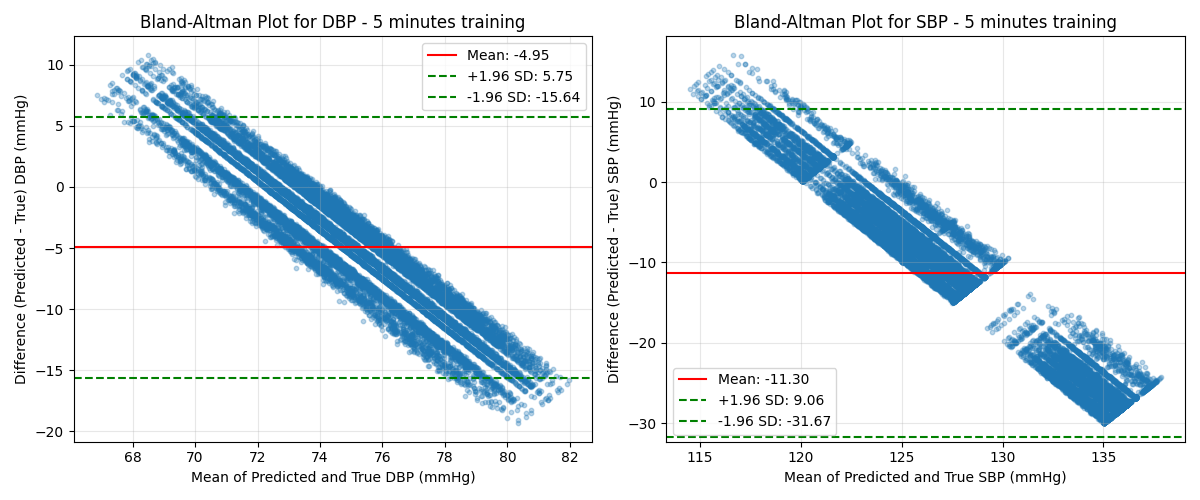 Bland-Altman Plot for DBP - 5 minutes training
Difference (Predicted - True) DBP (mmHg)
10
5
0
−5
−10
−15
−20
Mean: -4.95
+1.96 SD: 5.75
-1.96 SD: -15.64
68 70 72 74 76 78 80 82
Mean of Predicted and True DBP (mmHg)
Bland-Altman Plot for SBP - 5 minutes training
Difference (Predicted - True) SBP (mmHg)
10
0
−10
−20
−30
Mean: -11.30
+1.96 SD: 9.06
-1.96 SD: -31.67
115 120 125 130 135
Mean of Predicted and True SBP (mmHg)